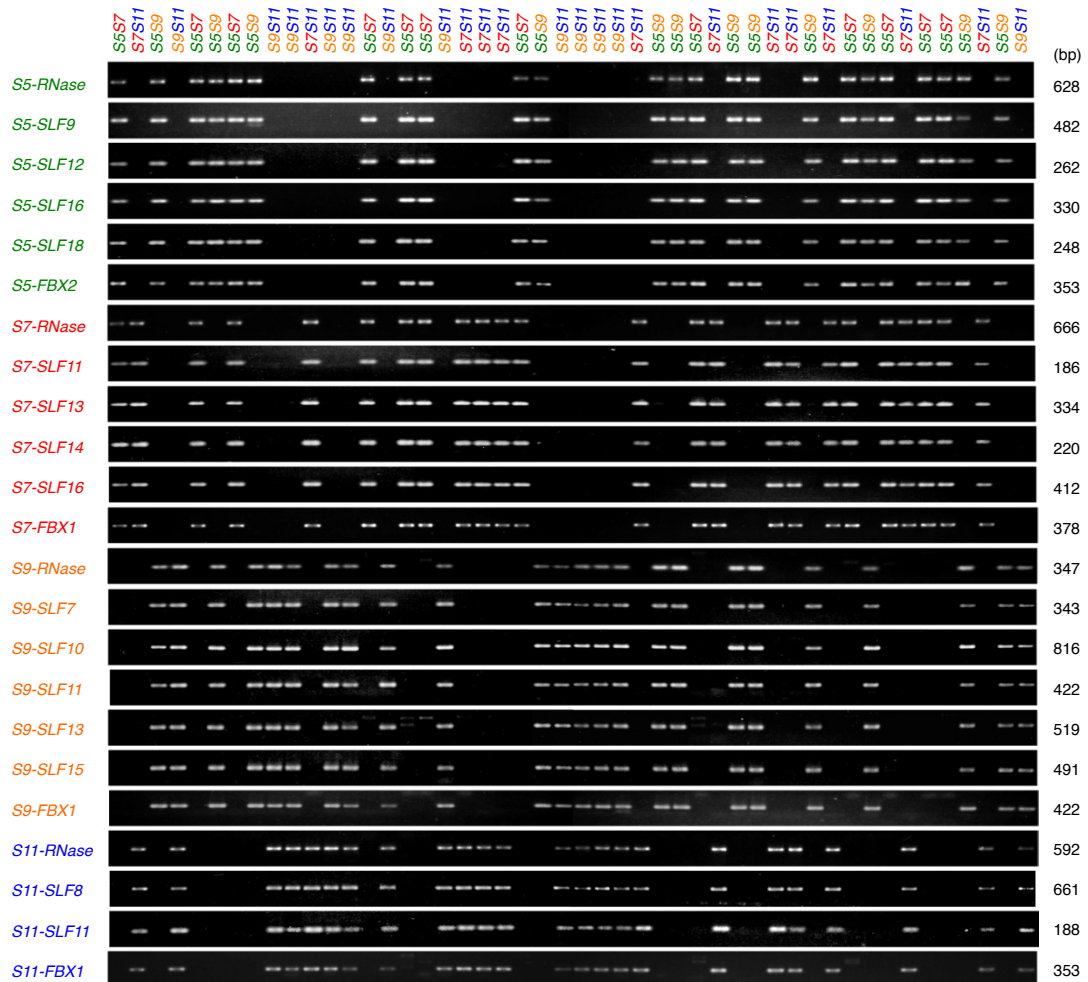 S5S7 S7S11 S5S9 S9S11 S5S7 S5S9 S5S7 S5S9 S9S11 S9S11 S7S11 S9S11 S9S11 S5S7 S9S11 S5S7 S5S7 S9S11 S7S11 S7S11 S7S11 S5S7 S5S9 S9S11 S9S11 S9S11 S9S11 S7S11 S5S9 S5S9 S5S7 S7S11 S5S9 S5S9 S7S11 S7S11 S5S9 S7S11 S5S7 S5S9 S5S7 S7S11 S5S7 S5S7 S5S9 S7S11 S5S9 S9S11
(bp)
S5-RNase 628
S5-SLF9 482
S5-SLF12 262
S5-SLF16 330
S5-SLF18 248
S5-FBX2 353
S7-RNase 666
S7-SLF11 186
S7-SLF13 334
S7-SLF14 220
S7-SLF16 412
S7-FBX1 378
S9-RNase 347
S9-SLF7 343
S9-SLF10 816
S9-SLF11 422
S9-SLF13 519
S9-SLF15 491
S9-FBX1 422
S11-RNase 592
S11-SLF8 661
S11-SLF11 188
S11-FBX1 353